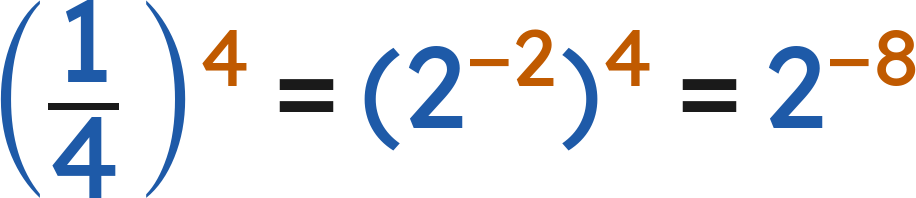 (1/4)⁴ = (2⁻²)⁴ = 2⁻⁸